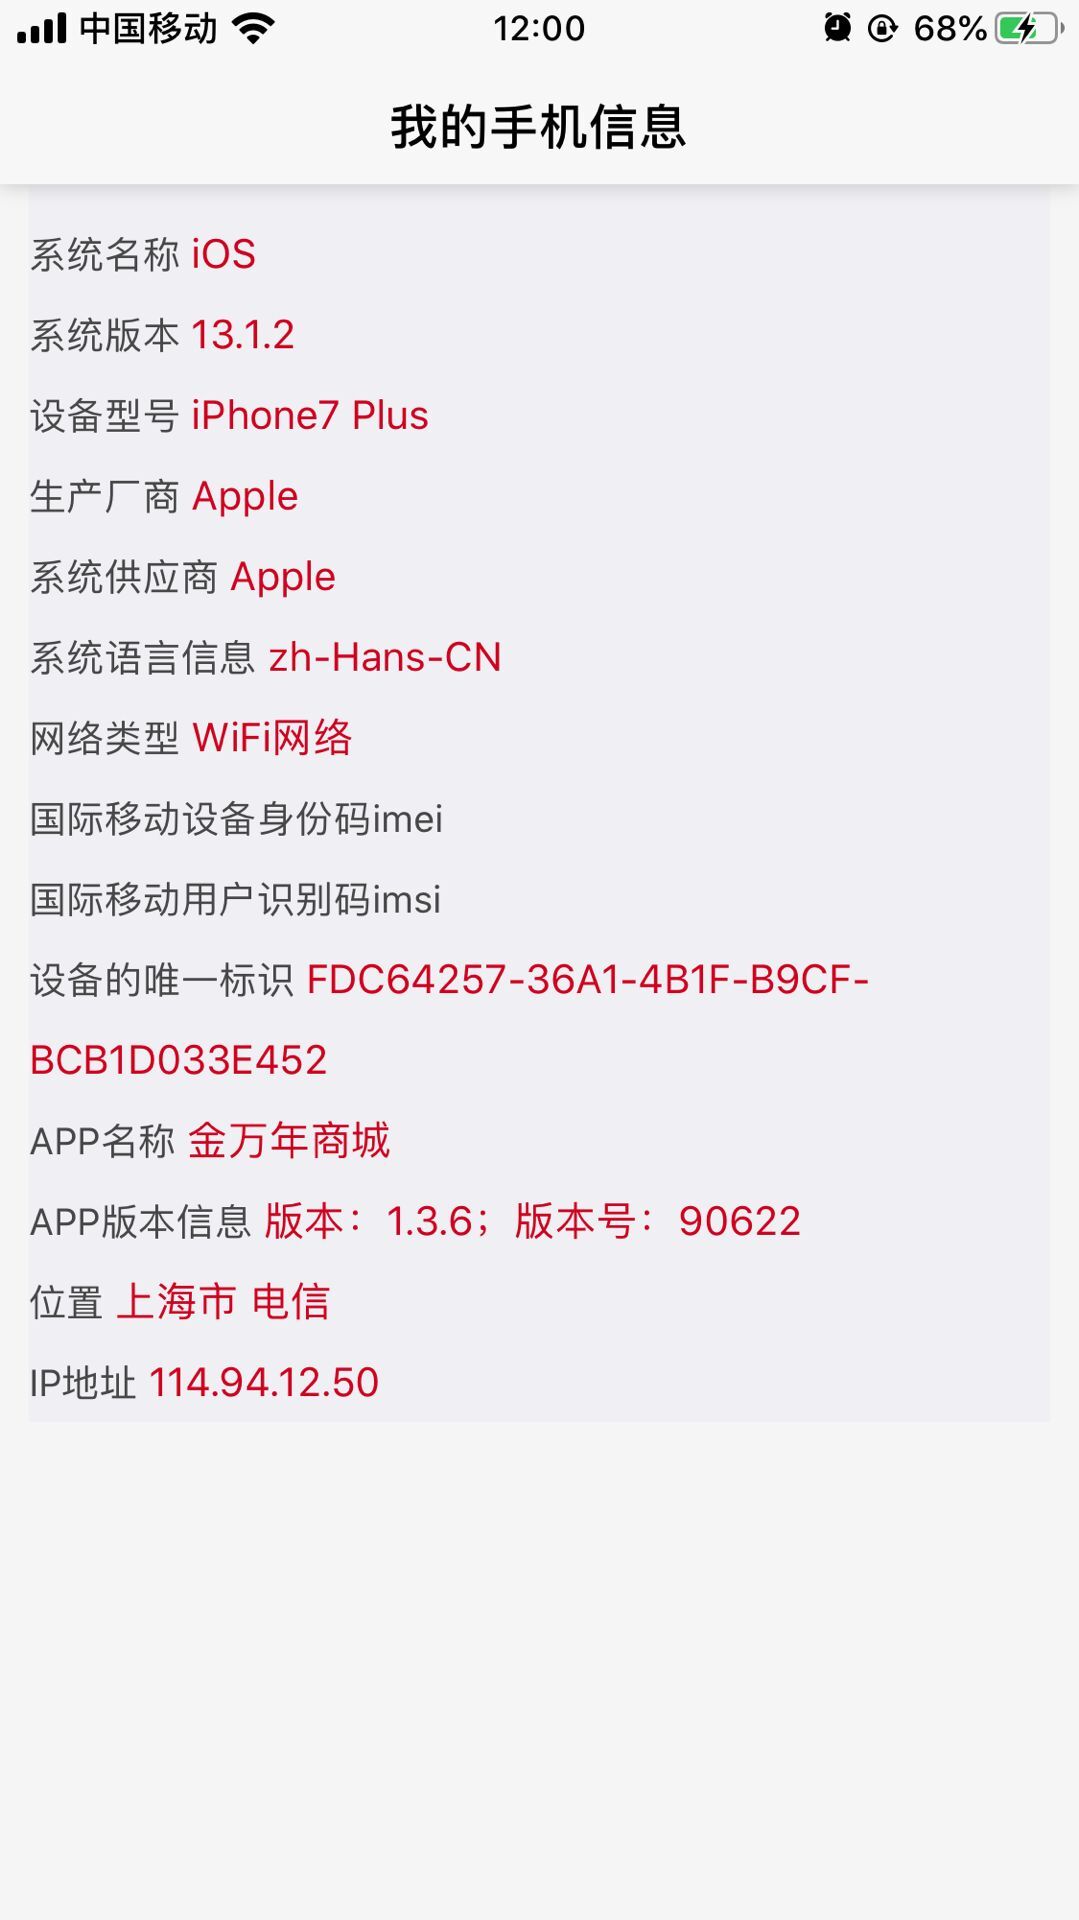 中国移动 12:00 68%
我的手机信息
系统名称 iOS
系统版本 13.1.2
设备型号 iPhone7 Plus
生产厂商 Apple
系统供应商 Apple
系统语言信息 zh-Hans-CN
网络类型 WiFi网络
国际移动设备身份码imei
国际移动用户识别码imsi
设备的唯一标识 FDC64257-36A1-4B1F-B9CF-
BCB1D033E452
APP名称 金万年商城
APP版本信息 版本：1.3.6；版本号：90622
位置 上海市 电信
IP地址 114.94.12.50